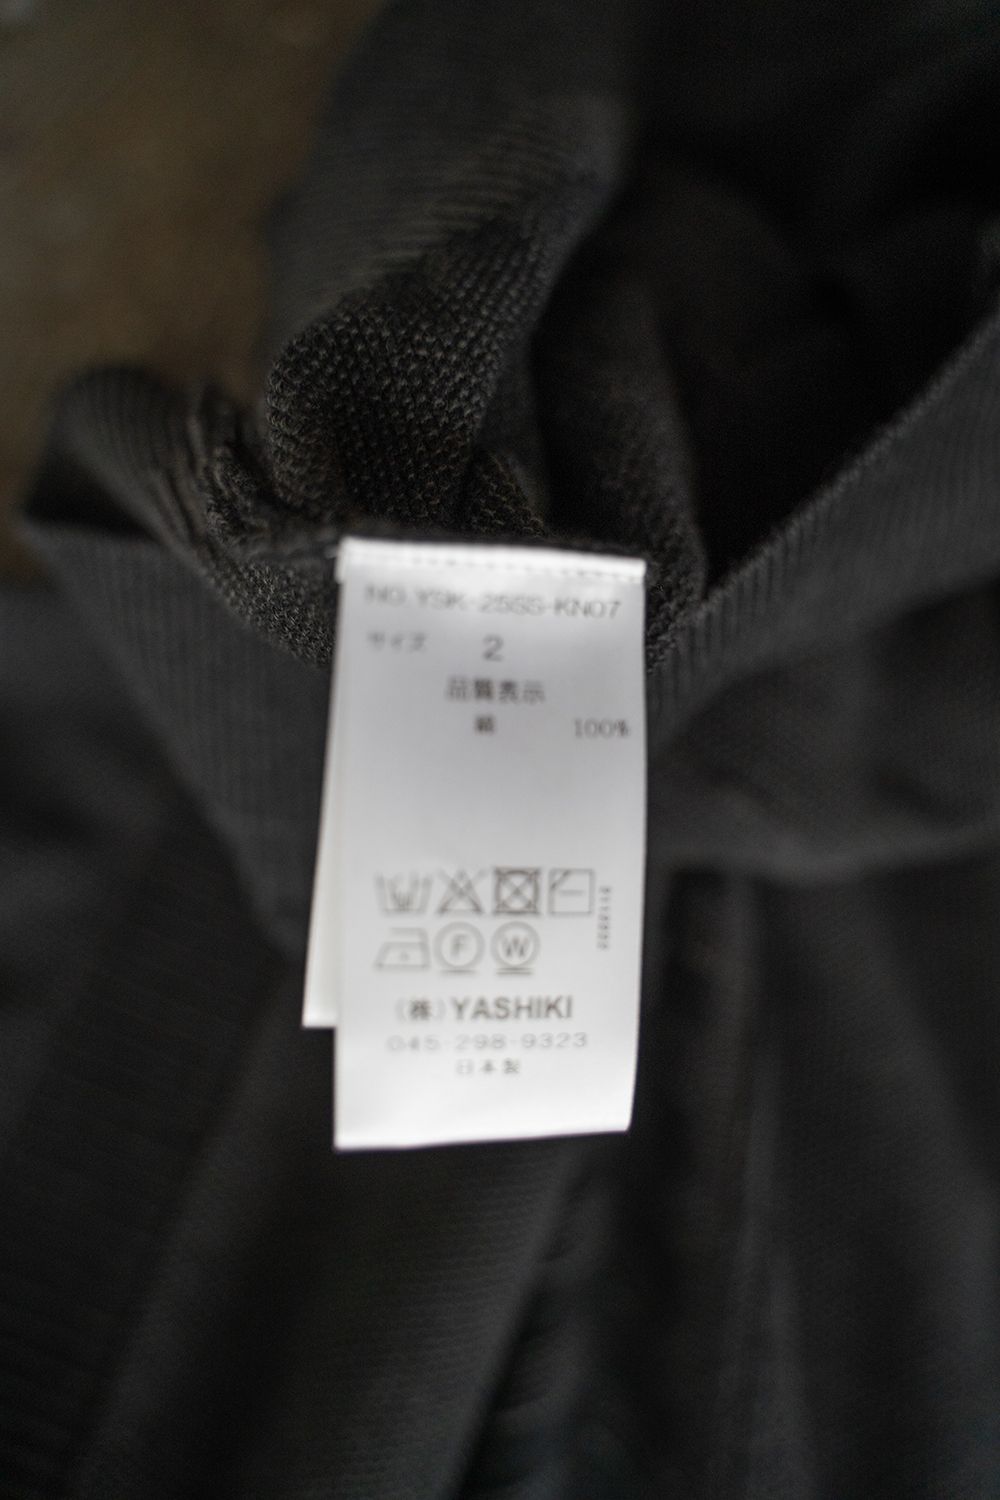 NO.YSK-25SS-KN07
サイズ 2
品質表示
綿 100%
F W
(株)YASHIKI
045-298-9323
日本製